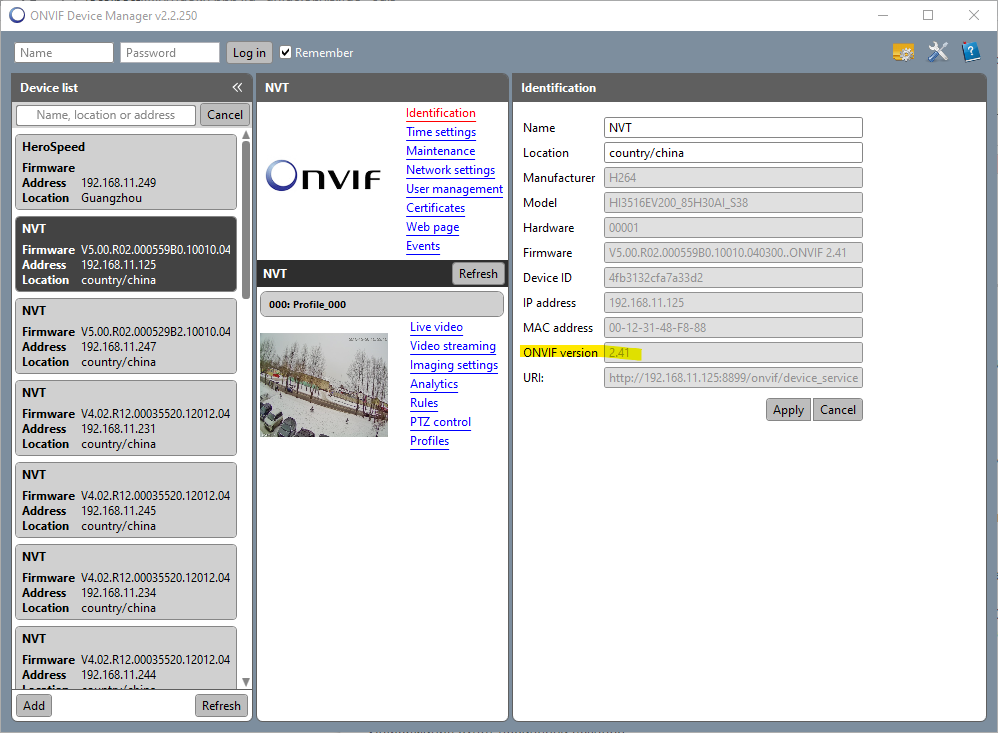 ONVIF Device Manager v2.2.250
Name
Password
Log in
Remember
Device list
Name, location or address
Cancel
HeroSpeed
Firmware
Address 192.168.11.249
Location Guangzhou
NVT
Firmware V5.00.R02.000559B0.10010.04
Address 192.168.11.125
Location country/china
NVT
Firmware V5.00.R02.000529B2.10010.04
Address 192.168.11.247
Location country/china
NVT
Firmware V4.02.R12.00035520.12012.04
Address 192.168.11.231
Location country/china
NVT
Firmware V4.02.R12.00035520.12012.04
Address 192.168.11.245
Location country/china
NVT
Firmware V4.02.R12.00035520.12012.04
Address 192.168.11.234
Location country/china
NVT
Firmware V4.02.R12.00035520.12012.04
Address 192.168.11.244
Location country/china
Add
Refresh
NVT
ONVIF
Identification
Time settings
Maintenance
Network settings
User management
Certificates
Web page
Events
NVT
Refresh
000: Profile_000
Live video
Video streaming
Imaging settings
Analytics
Rules
PTZ control
Profiles
Identification
Name NVT
Location country/china
Manufacturer H264
Model HI3516EV200_85H30AI_S38
Hardware 00001
Firmware V5.00.R02.000559B0.10010.040300..ONVIF 2.41
Device ID 4fb3132cfa7a33d2
IP address 192.168.11.125
MAC address 00-12-31-48-F8-88
ONVIF version 2.41
URI: http://192.168.11.125:8899/onvif/device_service
Apply
Cancel